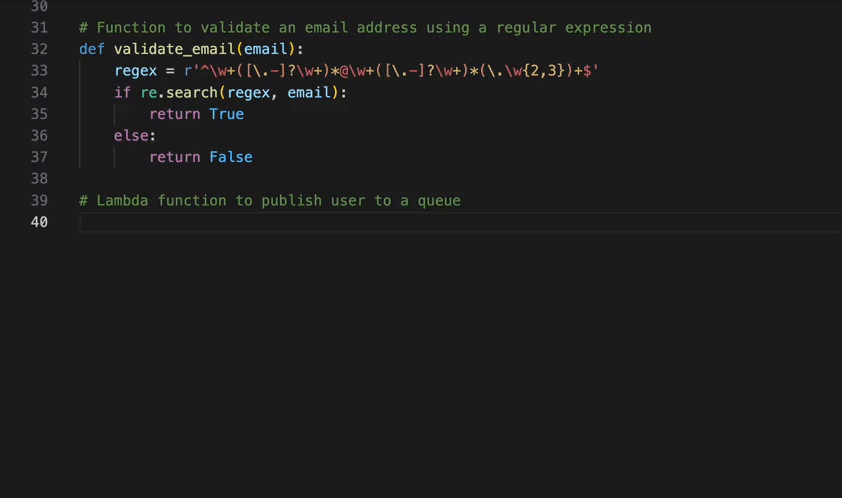 30
31 # Function to validate an email address using a regular expression
32 def validate_email(email):
33     regex = r'^\w+([\.-]?\w+)*@\w+([\.-]?\w+)*(\.\w{2,3})+$'
34     if re.search(regex, email):
35         return True
36     else:
37         return False
38
39 # Lambda function to publish user to a queue
40